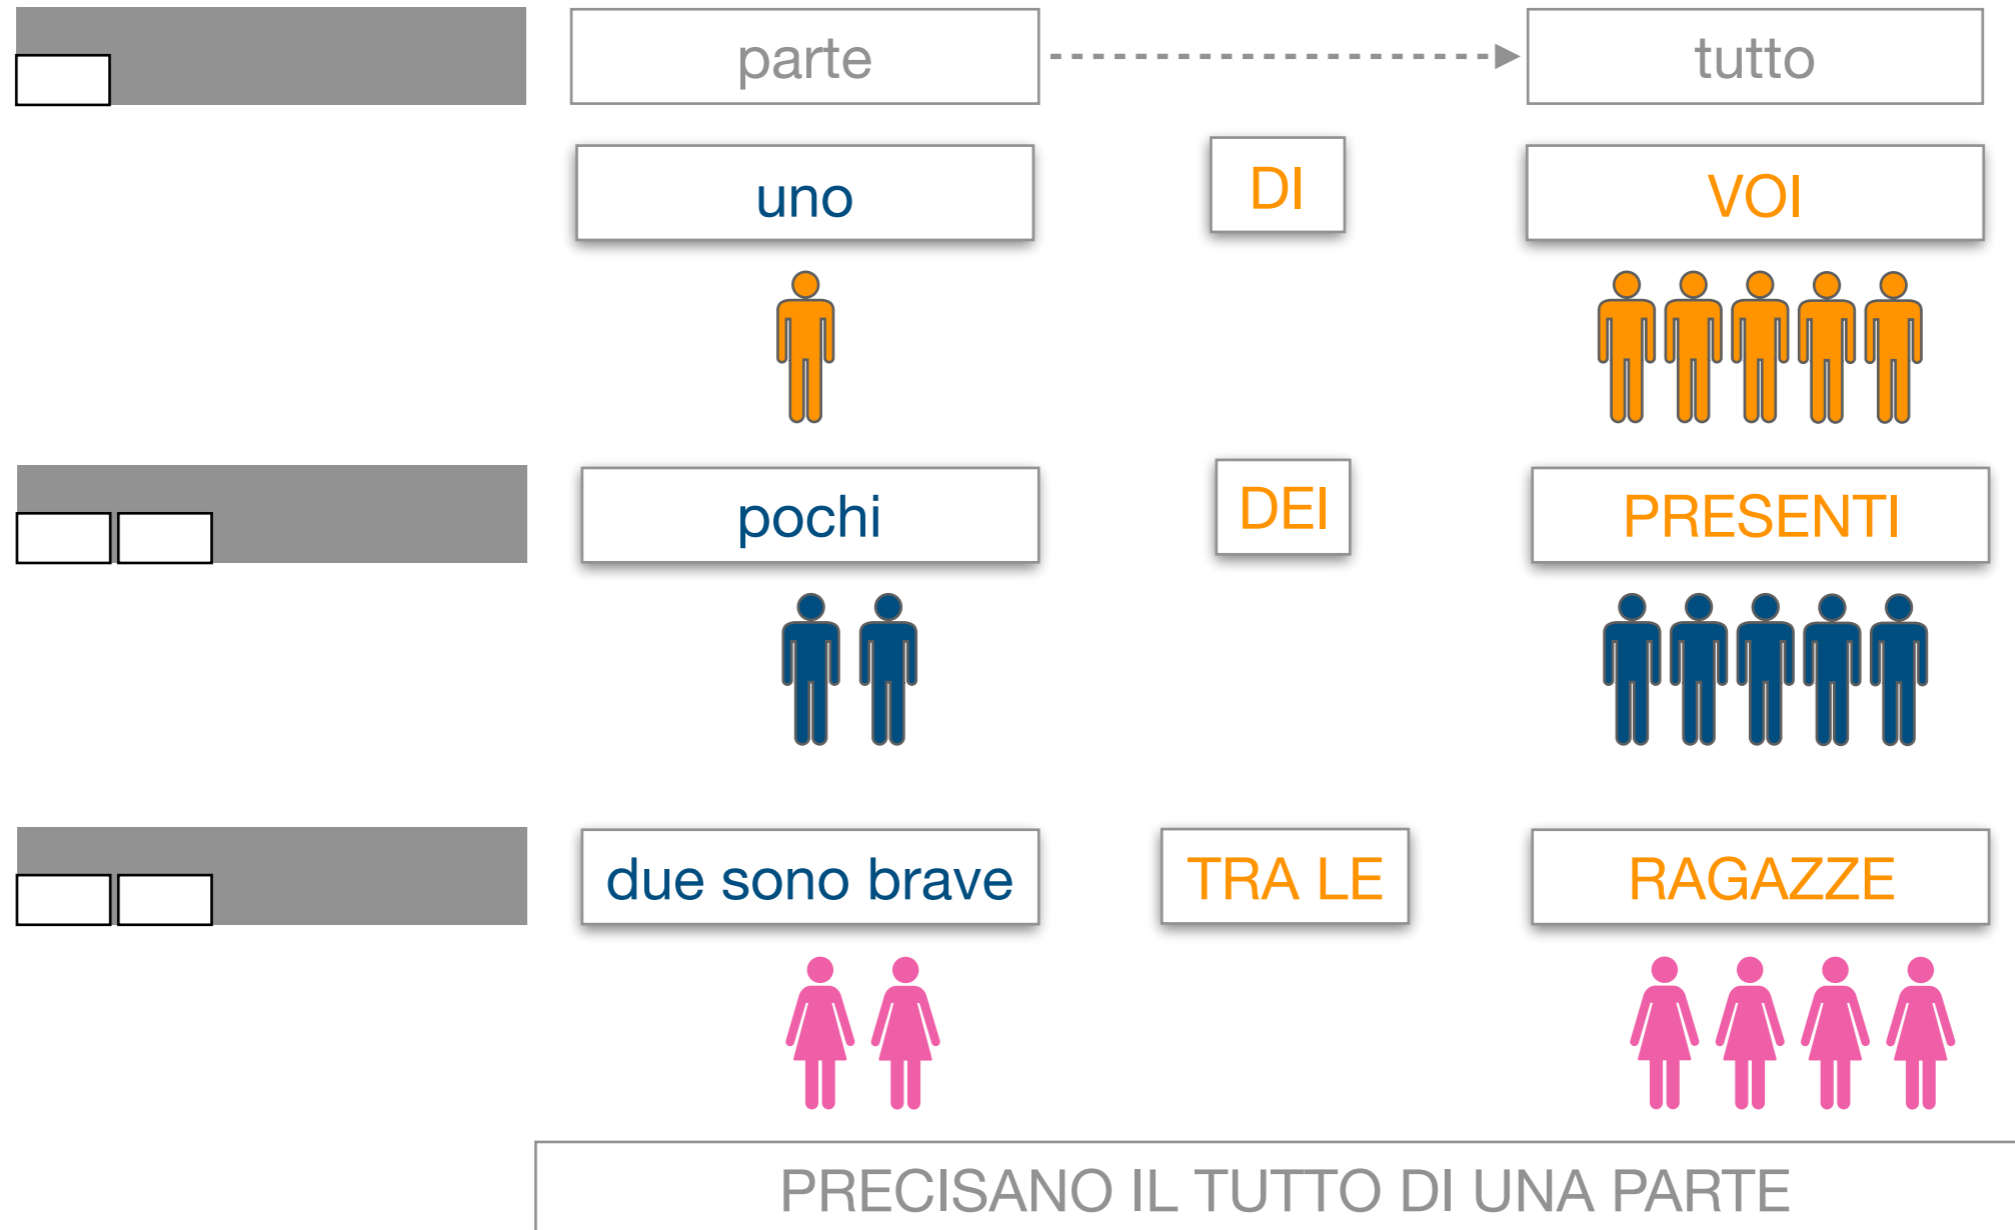 parte tutto
uno DI VOI
pochi DEI PRESENTI
due sono brave TRA LE RAGAZZE
PRECISANO IL TUTTO DI UNA PARTE